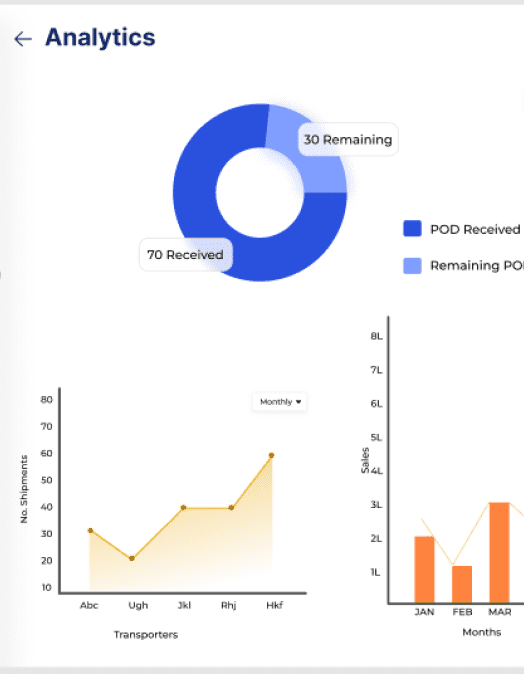 ← Analytics
30 Remaining
70 Received
POD Received
Remaining POD
Monthly
80
70
60
50
40
30
20
10
No. Shipments
Abc Ugh Jkl Rhj Hkf
Transporters
8L
7L
6L
5L
4L
3L
2L
1L
Sales
JAN FEB MAR
Months